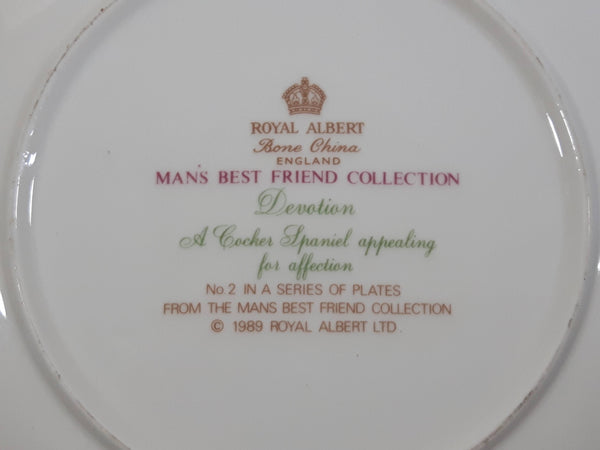 ROYAL ALBERT
Bone China
ENGLAND
MANS BEST FRIEND COLLECTION
Devotion
A Cocker Spaniel appealing
for affection
No. 2 IN A SERIES OF PLATES
FROM THE MANS BEST FRIEND COLLECTION
© 1989 ROYAL ALBERT LTD.